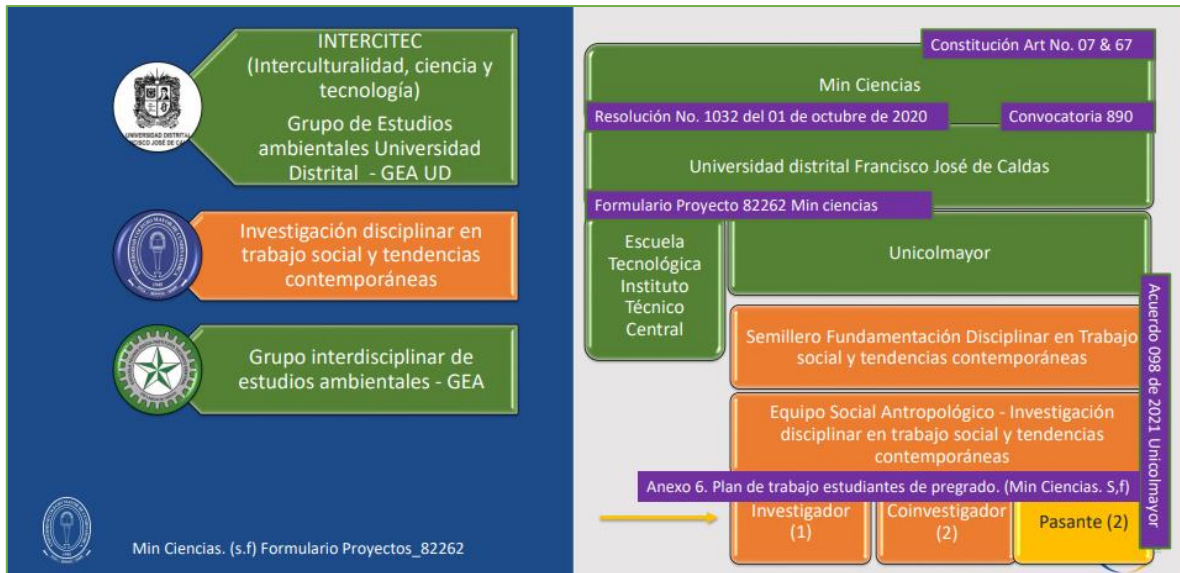 INTERCITEC
(Interculturalidad, ciencia y
tecnología)
Grupo de Estudios
ambientales Universidad
Distrital - GEA UD
UNIVERSIDAD DISTRITAL
Investigación disciplinar en
trabajo social y tendencias
contemporáneas
Grupo interdisciplinar de
estudios ambientales - GEA
Min Ciencias. (s.f) Formulario Proyectos_82262
Constitución Art No. 07 & 67
Min Ciencias
Resolución No. 1032 del 01 de octubre de 2020
Convocatoria 890
Universidad distrital Francisco José de Caldas
Formulario Proyecto 82262 Min ciencias
Escuela
Tecnológica
Instituto
Técnico
Central
Unicolmayor
Semillero Fundamentación Disciplinar en Trabajo
social y tendencias contemporáneas
Equipo Social Antropológico - Investigación
disciplinar en trabajo social y tendencias
contemporáneas
Anexo 6. Plan de trabajo estudiantes de pregrado. (Min Ciencias. S,f)
Investigador
(1)
Coinvestigador
(2)
Pasante (2)
Acuerdo 098 de 2021 Unicolmayor